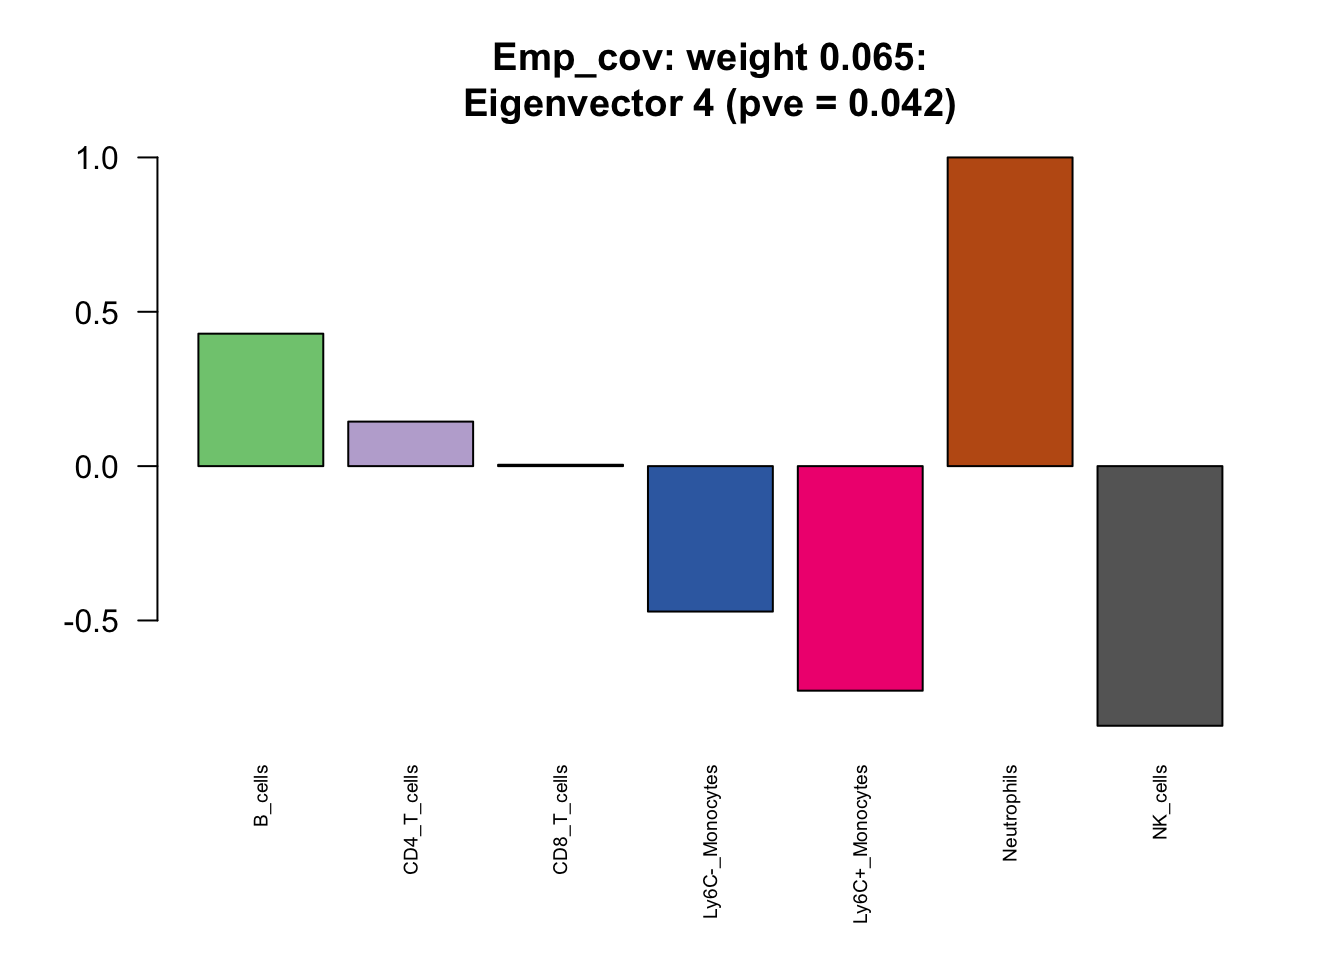 Emp_cov: weight 0.065:
Eigenvector 4 (pve = 0.042)
1.0
0.5
0.0
-0.5
B_cells
CD4_T_cells
CD8_T_cells
Ly6C-_Monocytes
Ly6C+_Monocytes
Neutrophils
NK_cells